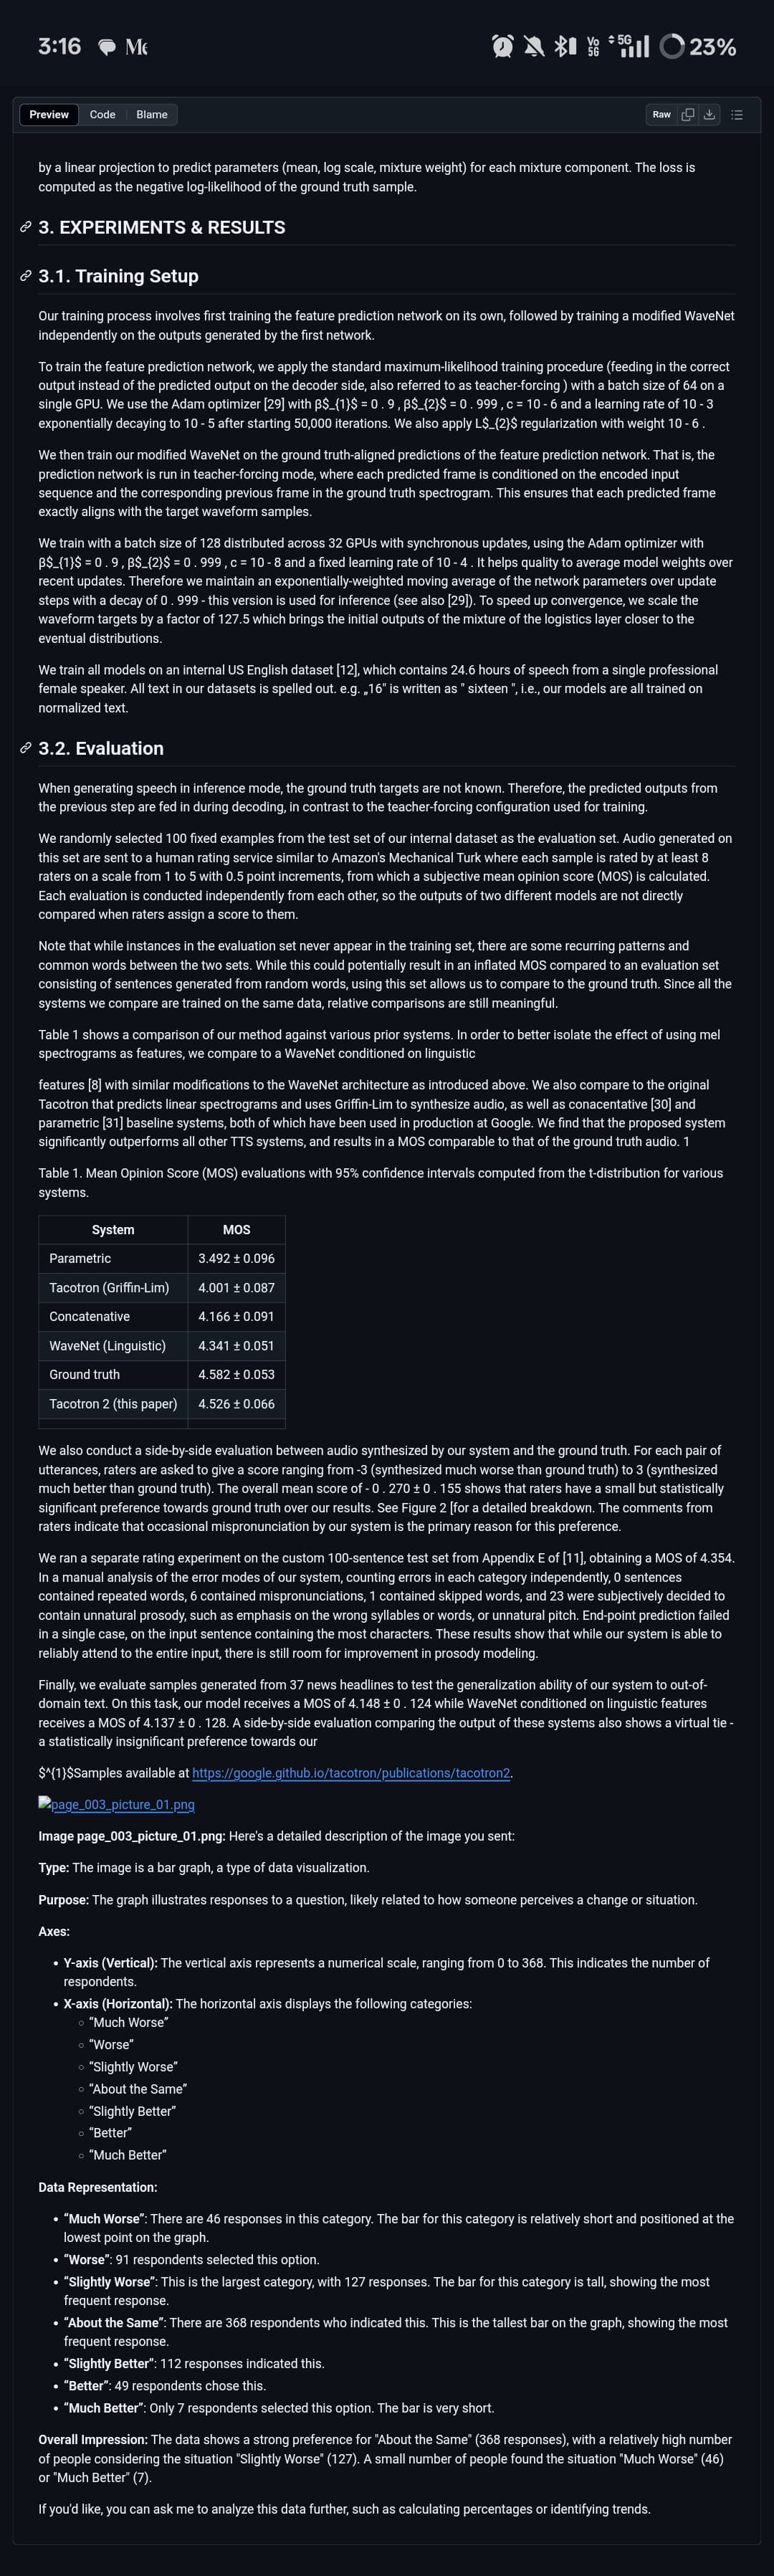 3:16
Vo
5G
5G
23%
Preview Code Blame
Raw
by a linear projection to predict parameters (mean, log scale, mixture weight) for each mixture component. The loss is
computed as the negative log-likelihood of the ground truth sample.
3. EXPERIMENTS & RESULTS
3.1. Training Setup
Our training process involves first training the feature prediction network on its own, followed by training a modified WaveNet
independently on the outputs generated by the first network.
To train the feature prediction network, we apply the standard maximum-likelihood training procedure (feeding in the correct
output instead of the predicted output on the decoder side, also referred to as teacher-forcing ) with a batch size of 64 on a
single GPU. We use the Adam optimizer [29] with β$_{1}$ = 0 . 9 , β$_{2}$ = 0 . 999 , c = 10 - 6 and a learning rate of 10 - 3
exponentially decaying to 10 - 5 after starting 50,000 iterations. We also apply L$_{2}$ regularization with weight 10 - 6 .
We then train our modified WaveNet on the ground truth-aligned predictions of the feature prediction network. That is, the
prediction network is run in teacher-forcing mode, where each predicted frame is conditioned on the encoded input
sequence and the corresponding previous frame in the ground truth spectrogram. This ensures that each predicted frame
exactly aligns with the target waveform samples.
We train with a batch size of 128 distributed across 32 GPUs with synchronous updates, using the Adam optimizer with
β$_{1}$ = 0 . 9 , β$_{2}$ = 0 . 999 , c = 10 - 8 and a fixed learning rate of 10 - 4 . It helps quality to average model weights over
recent updates. Therefore we maintain an exponentially-weighted moving average of the network parameters over update
steps with a decay of 0 . 999 - this version is used for inference (see also [29]). To speed up convergence, we scale the
waveform targets by a factor of 127.5 which brings the initial outputs of the mixture of the logistics layer closer to the
eventual distributions.
We train all models on an internal US English dataset [12], which contains 24.6 hours of speech from a single professional
female speaker. All text in our datasets is spelled out. e.g. „16" is written as " sixteen ", i.e., our models are all trained on
normalized text.
3.2. Evaluation
When generating speech in inference mode, the ground truth targets are not known. Therefore, the predicted outputs from
the previous step are fed in during decoding, in contrast to the teacher-forcing configuration used for training.
We randomly selected 100 fixed examples from the test set of our internal dataset as the evaluation set. Audio generated on
this set are sent to a human rating service similar to Amazon's Mechanical Turk where each sample is rated by at least 8
raters on a scale from 1 to 5 with 0.5 point increments, from which a subjective mean opinion score (MOS) is calculated.
Each evaluation is conducted independently from each other, so the outputs of two different models are not directly
compared when raters assign a score to them.
Note that while instances in the evaluation set never appear in the training set, there are some recurring patterns and
common words between the two sets. While this could potentially result in an inflated MOS compared to an evaluation set
consisting of sentences generated from random words, using this set allows us to compare to the ground truth. Since all the
systems we compare are trained on the same data, relative comparisons are still meaningful.
Table 1 shows a comparison of our method against various prior systems. In order to better isolate the effect of using mel
spectrograms as features, we compare to a WaveNet conditioned on linguistic
features [8] with similar modifications to the WaveNet architecture as introduced above. We also compare to the original
Tacotron that predicts linear spectrograms and uses Griffin-Lim to synthesize audio, as well as conacentative [30] and
parametric [31] baseline systems, both of which have been used in production at Google. We find that the proposed system
significantly outperforms all other TTS systems, and results in a MOS comparable to that of the ground truth audio. 1
Table 1. Mean Opinion Score (MOS) evaluations with 95% confidence intervals computed from the t-distribution for various
systems.
System MOS
Parametric 3.492 ± 0.096
Tacotron (Griffin-Lim) 4.001 ± 0.087
Concatenative 4.166 ± 0.091
WaveNet (Linguistic) 4.341 ± 0.051
Ground truth 4.582 ± 0.053
Tacotron 2 (this paper) 4.526 ± 0.066
We also conduct a side-by-side evaluation between audio synthesized by our system and the ground truth. For each pair of
utterances, raters are asked to give a score ranging from -3 (synthesized much worse than ground truth) to 3 (synthesized
much better than ground truth). The overall mean score of - 0 . 270 ± 0 . 155 shows that raters have a small but statistically
significant preference towards ground truth over our results. See Figure 2 [for a detailed breakdown. The comments from
raters indicate that occasional mispronunciation by our system is the primary reason for this preference.
We ran a separate rating experiment on the custom 100-sentence test set from Appendix E of [11], obtaining a MOS of 4.354.
In a manual analysis of the error modes of our system, counting errors in each category independently, 0 sentences
contained repeated words, 6 contained mispronunciations, 1 contained skipped words, and 23 were subjectively decided to
contain unnatural prosody, such as emphasis on the wrong syllables or words, or unnatural pitch. End-point prediction failed
in a single case, on the input sentence containing the most characters. These results show that while our system is able to
reliably attend to the entire input, there is still room for improvement in prosody modeling.
Finally, we evaluate samples generated from 37 news headlines to test the generalization ability of our system to out-of-
domain text. On this task, our model receives a MOS of 4.148 ± 0 . 124 while WaveNet conditioned on linguistic features
receives a MOS of 4.137 ± 0 . 128. A side-by-side evaluation comparing the output of these systems also shows a virtual tie -
a statistically insignificant preference towards our
$^{1}$Samples available at https://google.github.io/tacotron/publications/tacotron2.
page_003_picture_01.png
Image page_003_picture_01.png: Here's a detailed description of the image you sent:
Type: The image is a bar graph, a type of data visualization.
Purpose: The graph illustrates responses to a question, likely related to how someone perceives a change or situation.
Axes:
• Y-axis (Vertical): The vertical axis represents a numerical scale, ranging from 0 to 368. This indicates the number of
respondents.
• X-axis (Horizontal): The horizontal axis displays the following categories:
○ “Much Worse”
○ “Worse”
○ “Slightly Worse”
○ “About the Same”
○ “Slightly Better”
○ “Better”
○ “Much Better”
Data Representation:
• “Much Worse”: There are 46 responses in this category. The bar for this category is relatively short and positioned at the
lowest point on the graph.
• “Worse”: 91 respondents selected this option.
• “Slightly Worse”: This is the largest category, with 127 responses. The bar for this category is tall, showing the most
frequent response.
• “About the Same”: There are 368 respondents who indicated this. This is the tallest bar on the graph, showing the most
frequent response.
• “Slightly Better”: 112 responses indicated this.
• “Better”: 49 respondents chose this.
• “Much Better”: Only 7 respondents selected this option. The bar is very short.
Overall Impression: The data shows a strong preference for "About the Same" (368 responses), with a relatively high number
of people considering the situation "Slightly Worse" (127). A small number of people found the situation "Much Worse" (46)
or "Much Better" (7).
If you'd like, you can ask me to analyze this data further, such as calculating percentages or identifying trends.